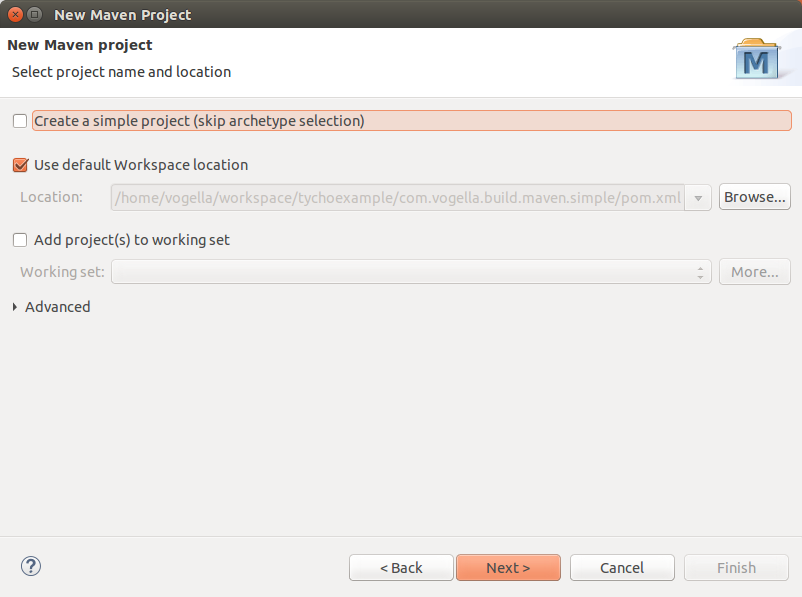 New Maven Project
New Maven project
Select project name and location
M
Create a simple project (skip archetype selection)
Use default Workspace location
Location: /home/vogella/workspace/tychoexample/com.vogella.build.maven.simple/pom.xml Browse...
Add project(s) to working set
Working set: More...
Advanced
? < Back Next > Cancel Finish